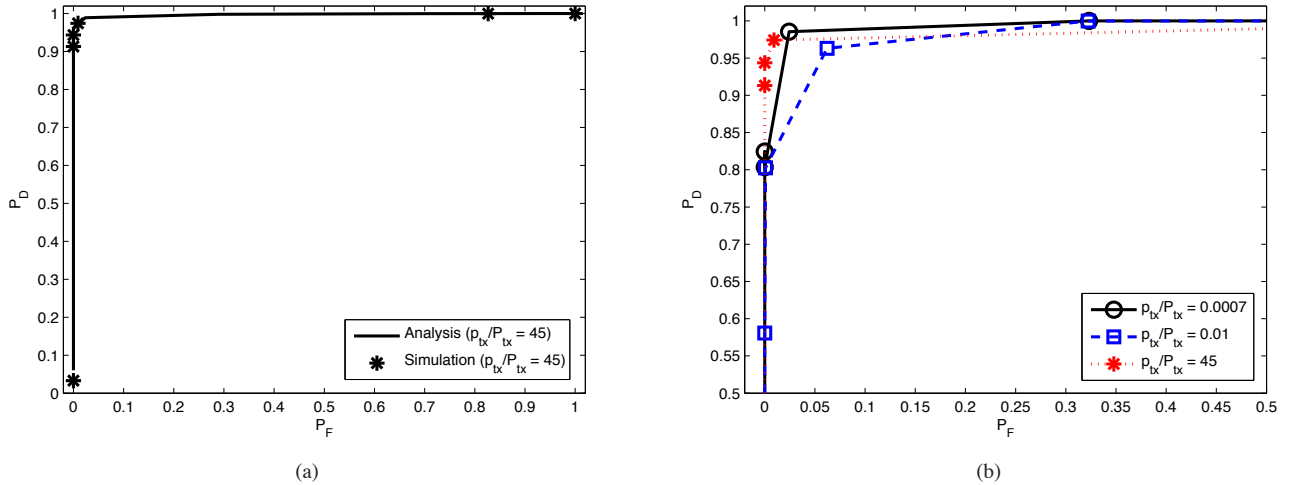 1
0.9
0.8
0.7
0.6
0.5
0.4
0.3
0.2
0.1
0
P_D
0 0.1 0.2 0.3 0.4 0.5 0.6 0.7 0.8 0.9 1
P_F
Analysis (p_tx/P_tx = 45)
Simulation (p_tx/P_tx = 45)
(a)
1
0.95
0.9
0.85
0.8
0.75
0.7
0.65
0.6
0.55
0.5
P_D
0 0.05 0.1 0.15 0.2 0.25 0.3 0.35 0.4 0.45 0.5
P_F
p_tx/P_tx = 0.0007
p_tx/P_tx = 0.01
p_tx/P_tx = 45
(b)